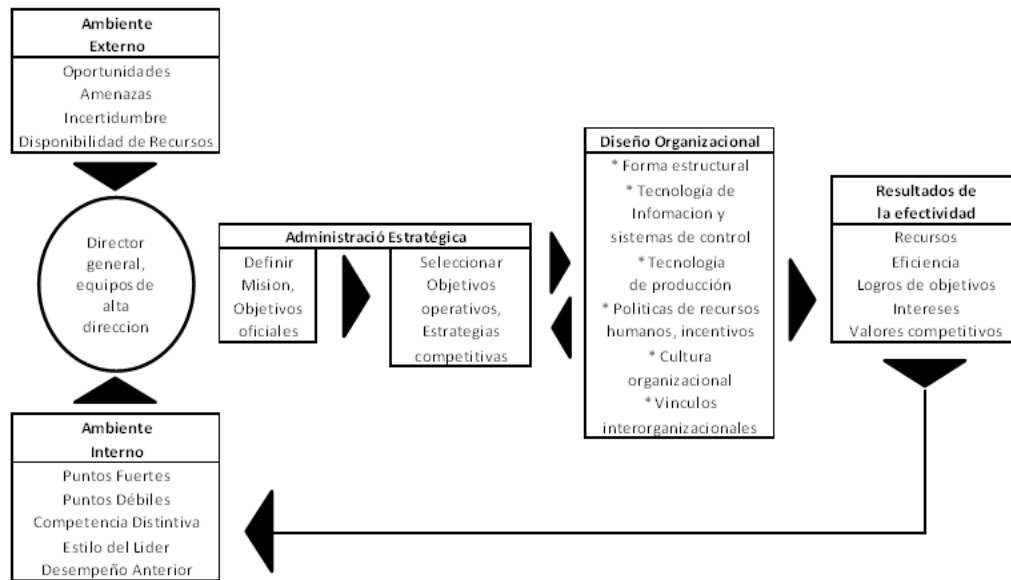 Ambiente
Externo
Oportunidades
Amenazas
Incertidumbre
Disponibilidad de Recursos
Director
general,
equipos de
alta
direccion
Ambiente
Interno
Puntos Fuertes
Puntos Débiles
Competencia Distintiva
Estilo del Lider
Desempeño Anterior
Administració Estratégica
Definir
Mision,
Objetivos
oficiales
Seleccionar
Objetivos
operativos,
Estrategias
competitivas
Diseño Organizacional
* Forma estructural
* Tecnología de
Infomacion y
sistemas de control
* Tecnología
de producción
* Politicas de recursos
humanos, incentivos
* Cultura
organizacional
* Vinculos
interorganizacionales
Resultados de
la efectividad
Recursos
Eficiencia
Logros de objetivos
Intereses
Valores competitivos